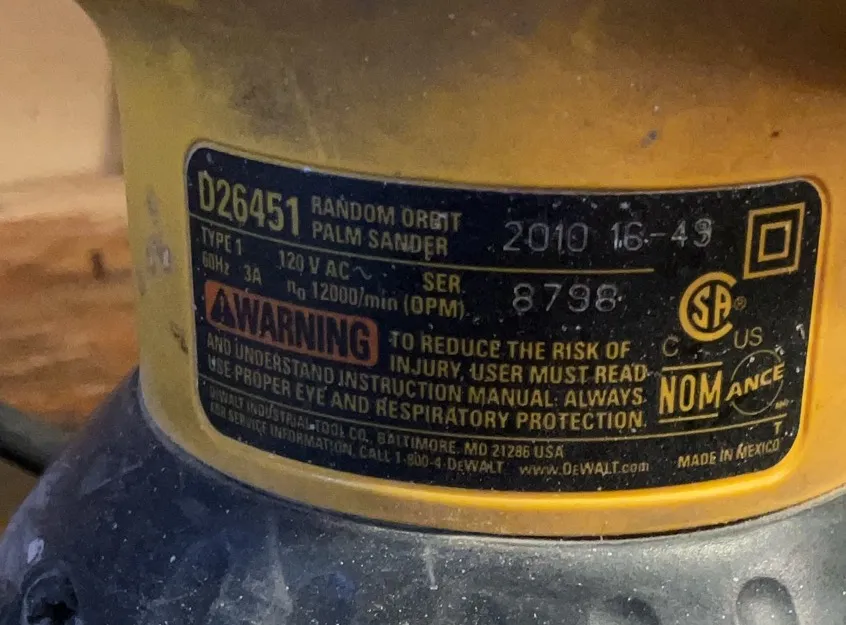 D26451 RANDOM ORBIT
PALM SANDER
2010 16-49
TYPE 1 120 V AC~ SER.
60Hz 3A n₀ 12000/min (OPM) 8798
SA®
C US
WARNING TO REDUCE THE RISK OF
INJURY, USER MUST READ
AND UNDERSTAND INSTRUCTION MANUAL. ALWAYS
USE PROPER EYE AND RESPIRATORY PROTECTION.
NOM ANCE
DEWALT INDUSTRIAL TOOL CO., BALTIMORE, MD 21286 USA
FOR SERVICE INFORMATION, CALL 1-800-4-DEWALT www.DEWALT.com
T
MADE IN MEXICO